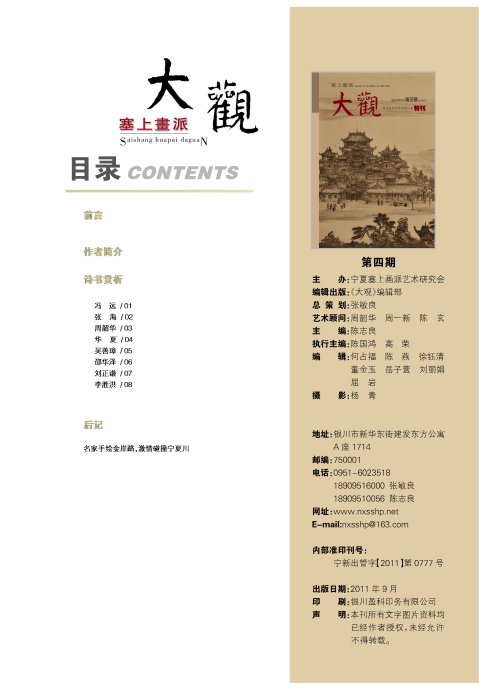 大觀
塞上畫派
Saishang huapai daguaN
目录 CONTENTS
前言
作者简介
诗书赏析
冯　远 / 01
张　海 / 02
周韶华 / 03
华　夏 / 04
吴善璋 / 05
邵华泽 / 06
刘正谦 / 07
李胜洪 / 08
后记
名家手绘金岸路,激情碰撞宁夏川
塞上畫派
大觀
特刊
第四期
主　　办:宁夏塞上画派艺术研究会
编辑出版:《大观》编辑部
总 策 划:张敏良
艺术顾问:周韶华　周一新　陈　玄
主　　编:陈志良
执行主编:陈国鸿　高　荣
编　　辑:何占福　陈　燕　徐钰清
董金玉　岳子萱　刘丽娟
屈　岩
摄　　影:杨　青
地址:银川市新华东街建发东方公寓
A 座 1714
邮编:750001
电话:0951-6023518
18909516000 张敏良
18909510056 陈志良
网址:www.nxsshp.net
E-mail:nxsshp@163.com
内部准印刊号:
宁新出管字【2011】第 0777 号
出版日期:2011 年 9 月
印　　刷:银川盈科印务有限公司
声　　明:本刊所有文字图片资料均
已经作者授权,未经允许
不得转载。